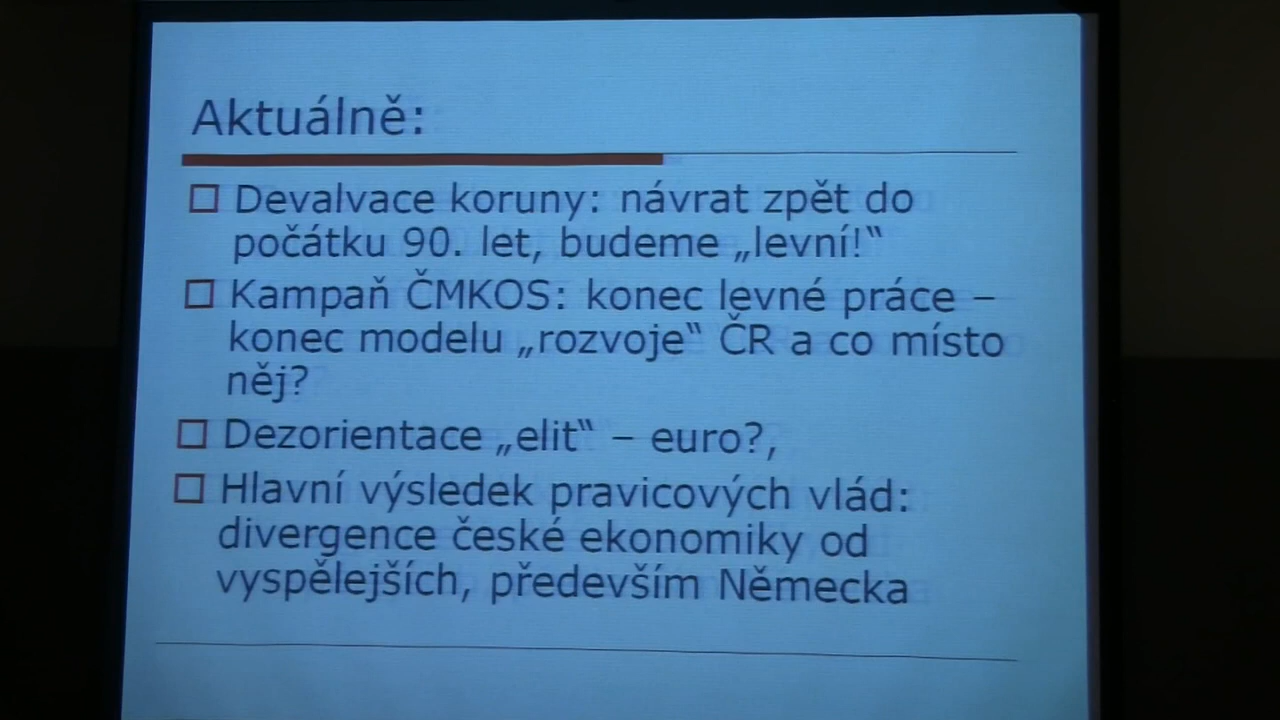 Aktuálně:
Devalvace koruny: návrat zpět do
počátku 90. let, budeme „levní!“
Kampaň ČMKOS: konec levné práce –
konec modelu „rozvoje“ ČR a co místo
něj?
Dezorientace „elit“ – euro?,
Hlavní výsledek pravicových vlád:
divergence české ekonomiky od
vyspělejších, především Německa